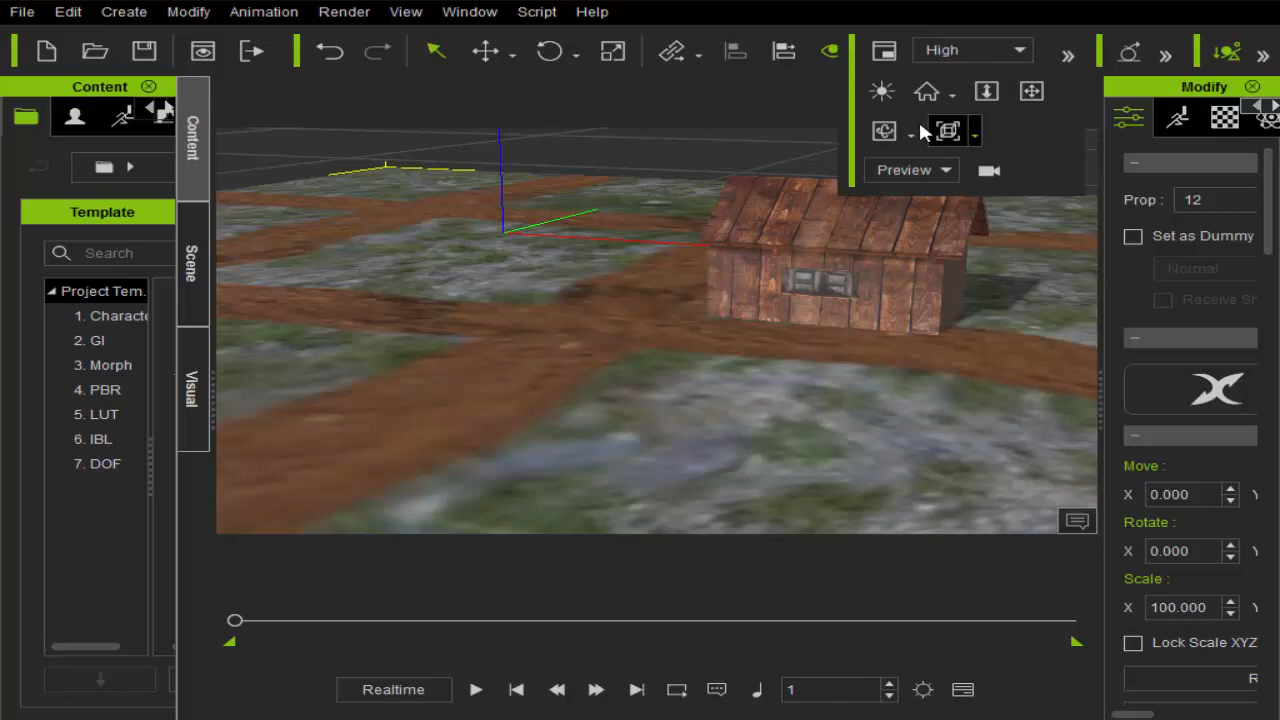 File Edit Create Modify Animation Render View Window Script Help
High
Content
Modify
Content
Scene
Visual
Preview
Template
Search
Project Tem.
1. Characte
2. GI
3. Morph
4. PBR
5. LUT
6. IBL
7. DOF
Prop : 12
Set as Dummy
Normal
Receive Sh
Move :
X 0.000 Y
Rotate :
X 0.000 Y
Scale :
X 100.000 Y
Lock Scale XYZ
R
Realtime
1